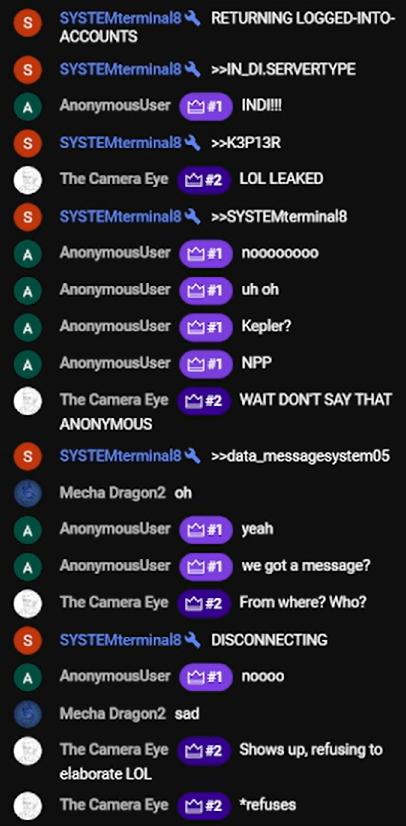 S SYSTEMterminal8 RETURNING LOGGED-INTO-
ACCOUNTS
S SYSTEMterminal8 >>IN_DI.SERVERTYPE
A AnonymousUser #1 INDI!!!
S SYSTEMterminal8 >>K3P13R
The Camera Eye #2 LOL LEAKED
S SYSTEMterminal8 >>SYSTEMterminal8
A AnonymousUser #1 noooooooo
A AnonymousUser #1 uh oh
A AnonymousUser #1 Kepler?
A AnonymousUser #1 NPP
The Camera Eye #2 WAIT DON'T SAY THAT
ANONYMOUS
S SYSTEMterminal8 >>data_messagesystem05
Mecha Dragon2 oh
A AnonymousUser #1 yeah
A AnonymousUser #1 we got a message?
The Camera Eye #2 From where? Who?
S SYSTEMterminal8 DISCONNECTING
A AnonymousUser #1 noooo
Mecha Dragon2 sad
The Camera Eye #2 Shows up, refusing to
elaborate LOL
The Camera Eye #2 *refuses